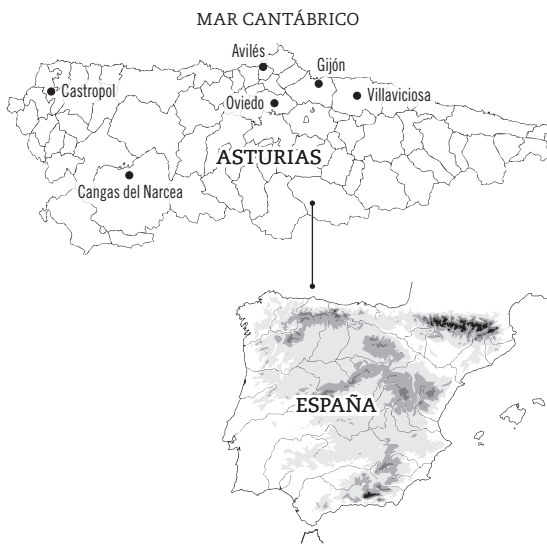 MAR CANTÁBRICO
Avilés
Gijón
Castropol
Oviedo
Villaviciosa
ASTURIAS
Cangas del Narcea
ESPAÑA